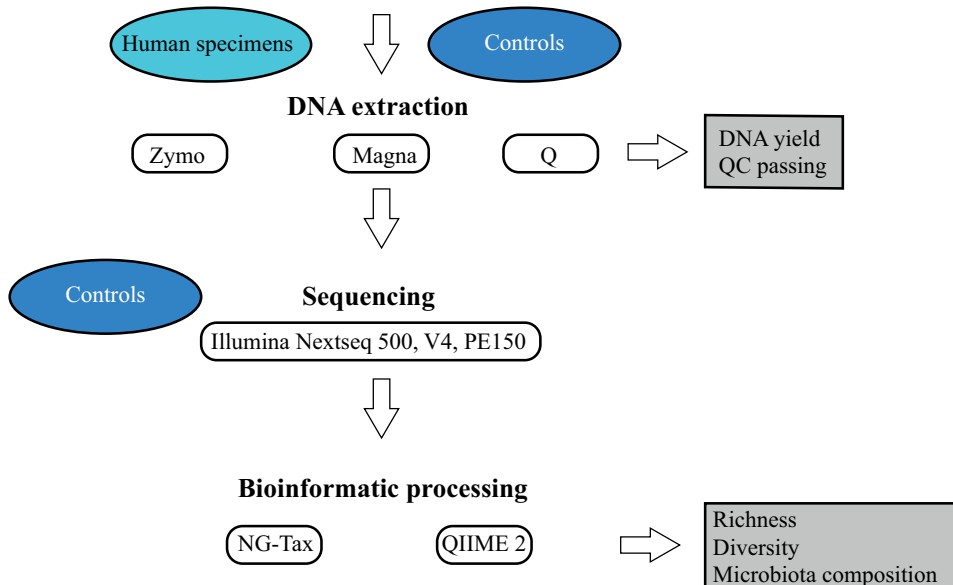 Human specimens
Controls
DNA extraction
Zymo
Magna
Q
DNA yield
QC passing
Controls
Sequencing
Illumina Nextseq 500, V4, PE150
Bioinformatic processing
NG-Tax
QIIME 2
Richness
Diversity
Microbiota composition